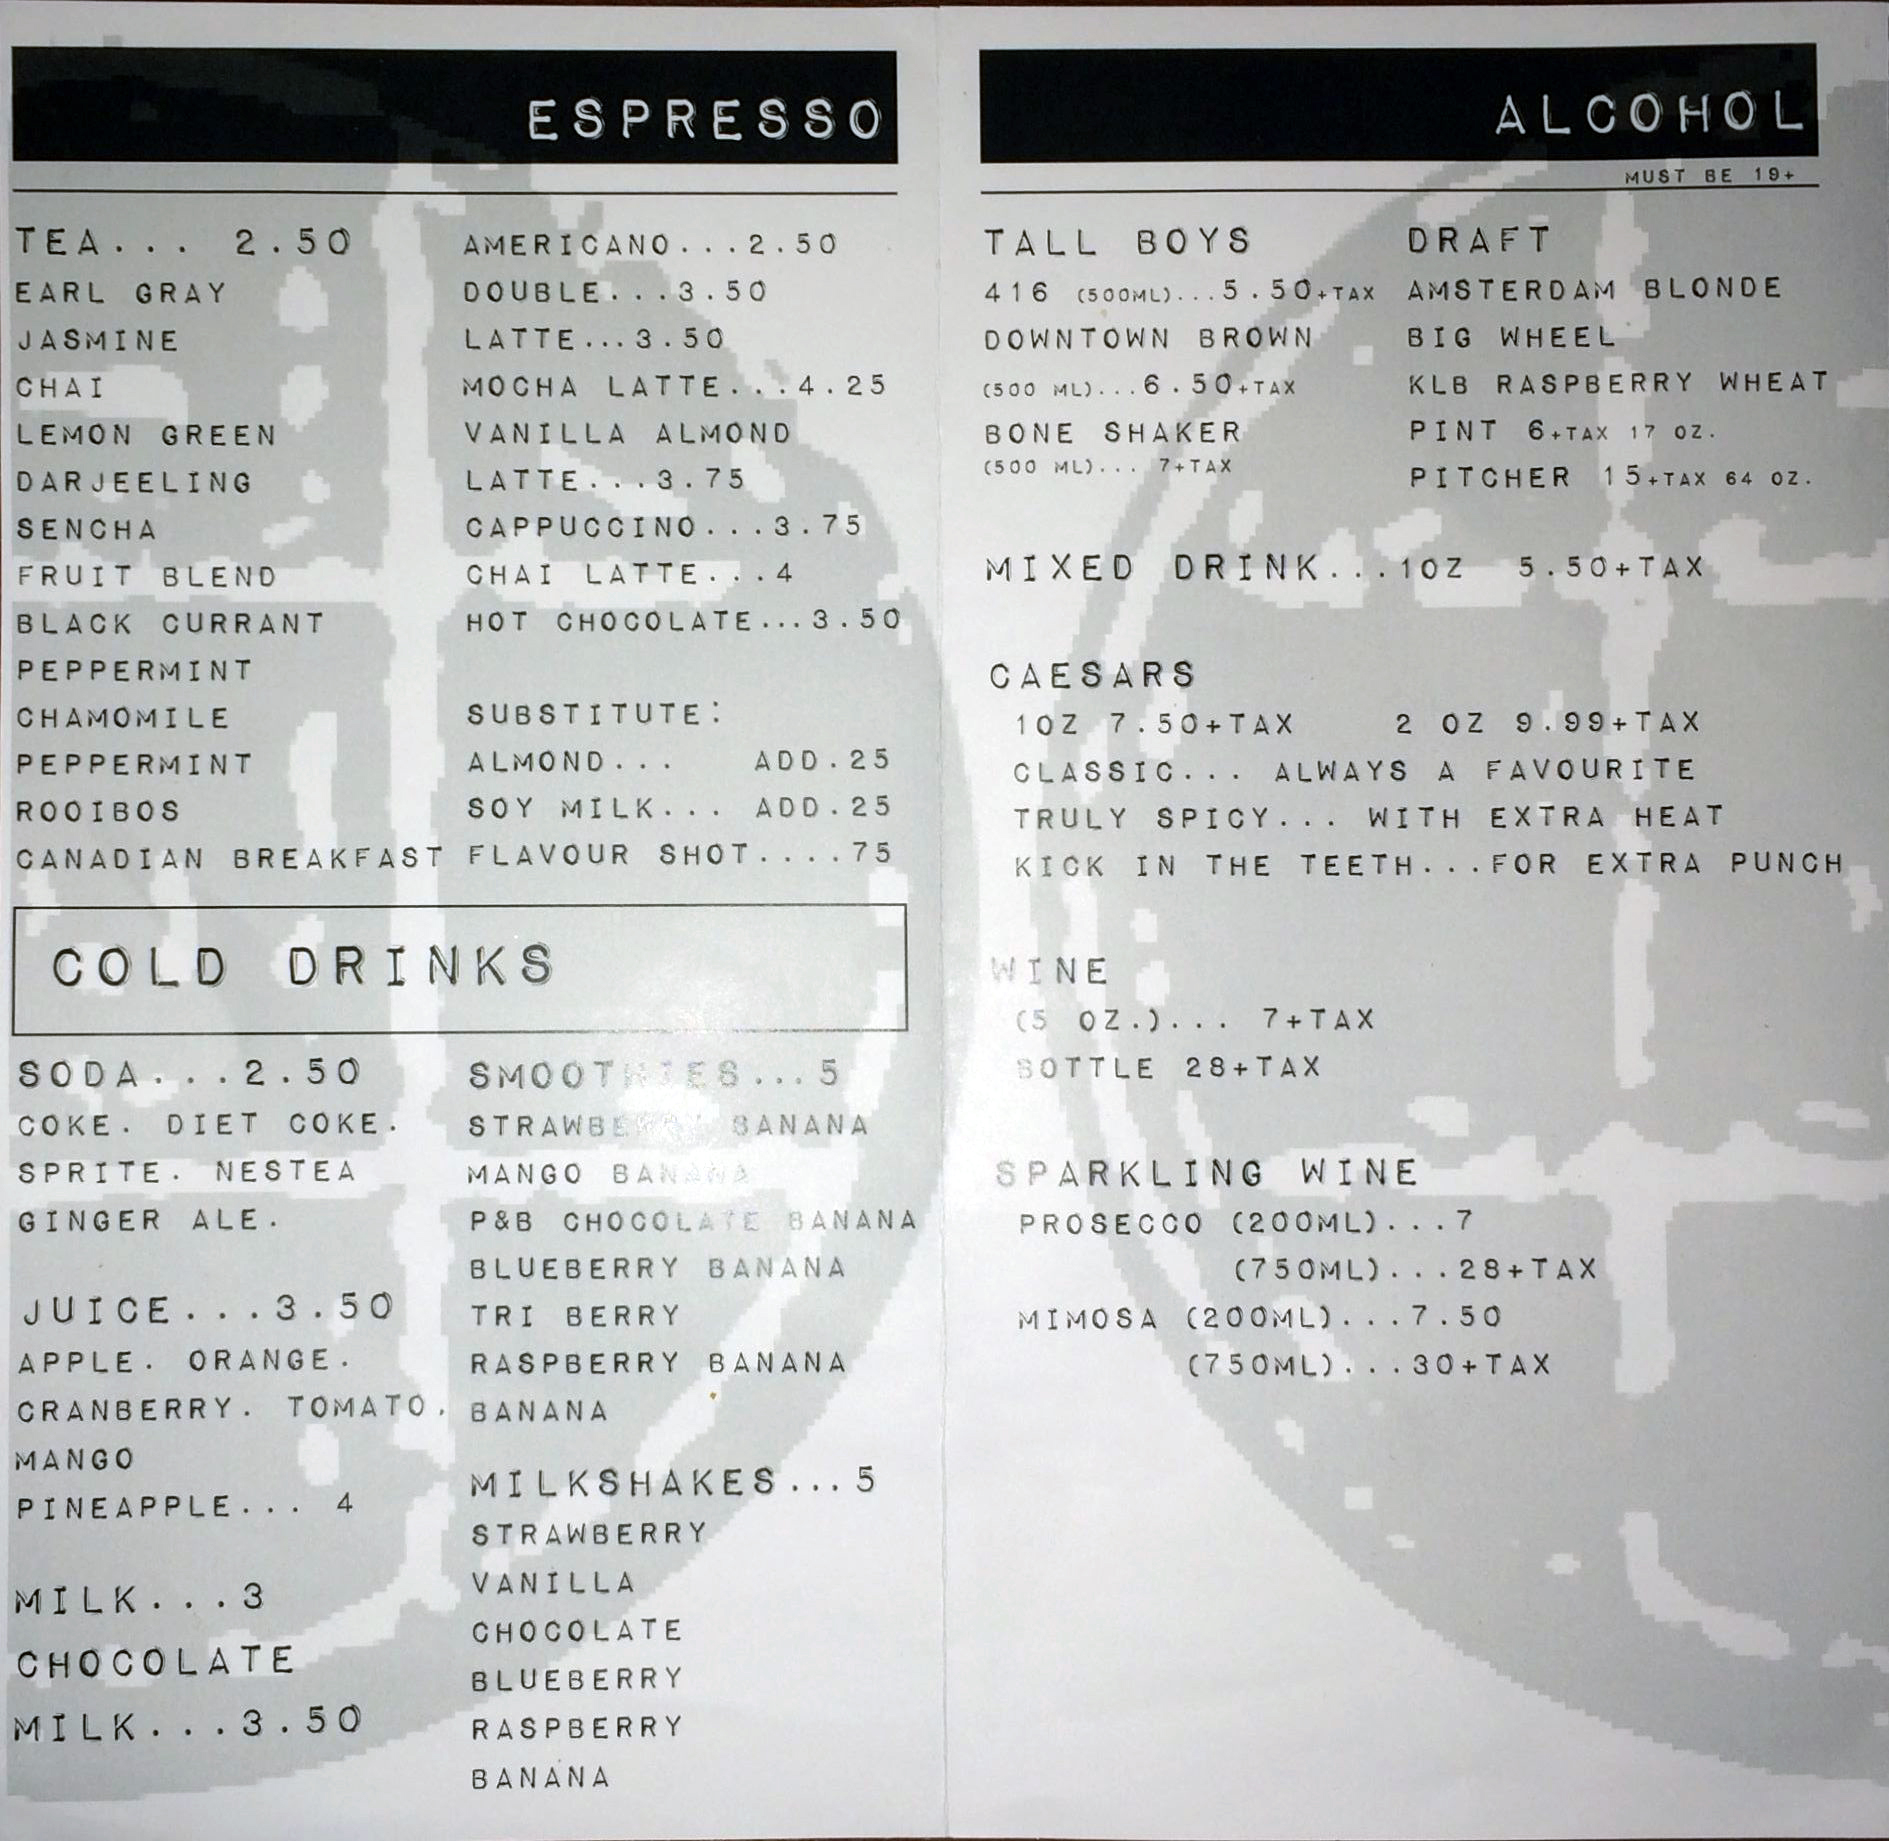 ESPRESSO
TEA... 2.50
EARL GRAY
JASMINE
CHAI
LEMON GREEN
DARJEELING
SENCHA
FRUIT BLEND
BLACK CURRANT
PEPPERMINT
CHAMOMILE
PEPPERMINT
ROOIBOS
CANADIAN BREAKFAST
AMERICANO...2.50
DOUBLE...3.50
LATTE...3.50
MOCHA LATTE...4.25
VANILLA ALMOND
LATTE...3.75
CAPPUCCINO...3.75
CHAI LATTE...4
HOT CHOCOLATE...3.50
SUBSTITUTE:
ALMOND... ADD.25
SOY MILK... ADD.25
FLAVOUR SHOT....75
COLD DRINKS
SODA...2.50
COKE. DIET COKE.
SPRITE. NESTEA
GINGER ALE.
JUICE...3.50
APPLE. ORANGE.
CRANBERRY. TOMATO.
MANGO
PINEAPPLE... 4
MILK...3
CHOCOLATE
MILK...3.50
SMOOTHIES...5
STRAWBERRY BANANA
MANGO BANANA
P&B CHOCOLATE BANANA
BLUEBERRY BANANA
TRI BERRY
RASPBERRY BANANA
BANANA
MILKSHAKES...5
STRAWBERRY
VANILLA
CHOCOLATE
BLUEBERRY
RASPBERRY
BANANA
ALCOHOL
MUST BE 19+
TALL BOYS
416 (500ML)...5.50+TAX
DOWNTOWN BROWN
(500 ML)...6.50+TAX
BONE SHAKER
(500 ML)... 7+TAX
DRAFT
AMSTERDAM BLONDE
BIG WHEEL
KLB RASPBERRY WHEAT
PINT 6+TAX 17 OZ.
PITCHER 15+TAX 64 OZ.
MIXED DRINK...1OZ 5.50+TAX
CAESARS
1OZ 7.50+TAX 2 OZ 9.99+TAX
CLASSIC... ALWAYS A FAVOURITE
TRULY SPICY... WITH EXTRA HEAT
KICK IN THE TEETH...FOR EXTRA PUNCH
WINE
(5 OZ.)... 7+TAX
BOTTLE 28+TAX
SPARKLING WINE
PROSECCO (200ML)...7
(750ML)...28+TAX
MIMOSA (200ML)...7.50
(750ML)...30+TAX